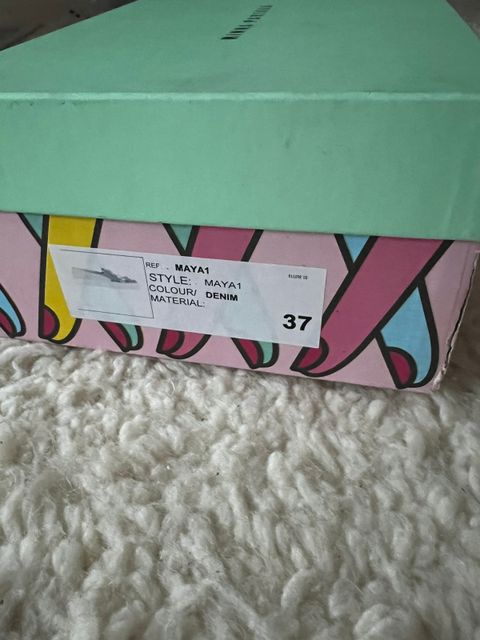 REF . MAYA1
STYLE: MAYA1
COLOUR/ DENIM
MATERIAL:
37